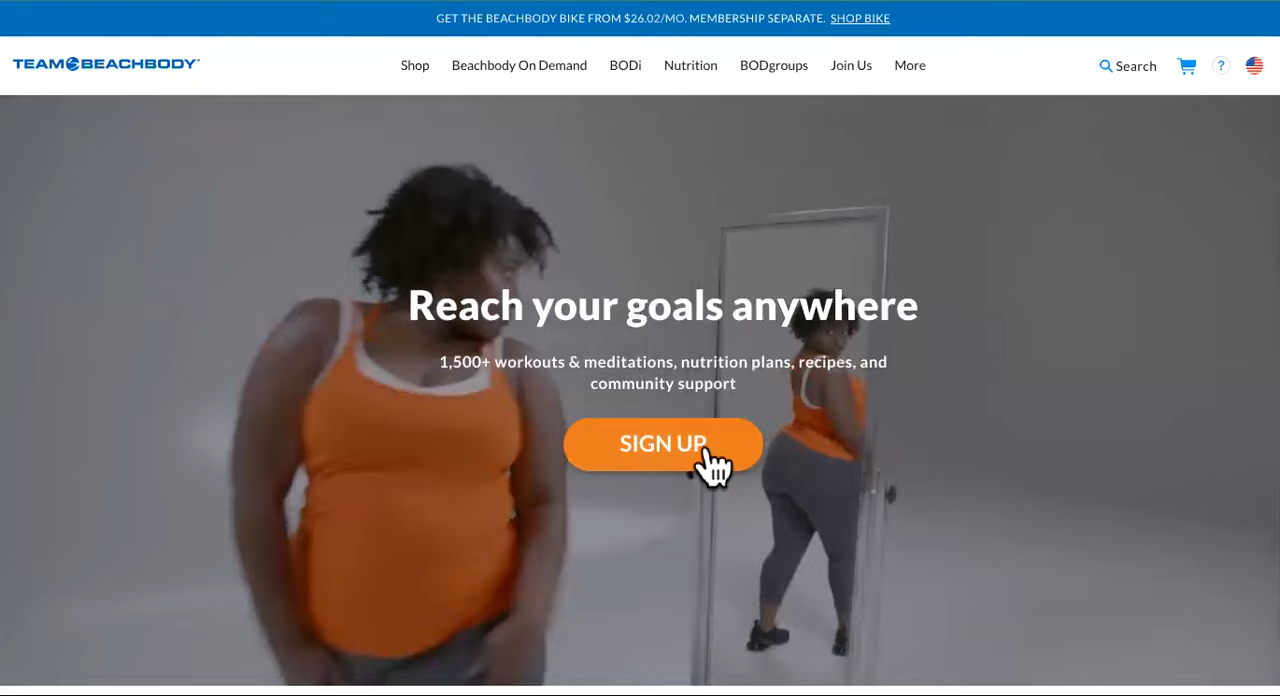 GET THE BEACHBODY BIKE FROM $26.02/MO. MEMBERSHIP SEPARATE. SHOP BIKE
TEAM BEACHBODY
Shop Beachbody On Demand BODi Nutrition BODgroups Join Us More Search ?
Reach your goals anywhere
1,500+ workouts & meditations, nutrition plans, recipes, and
community support
SIGN UP